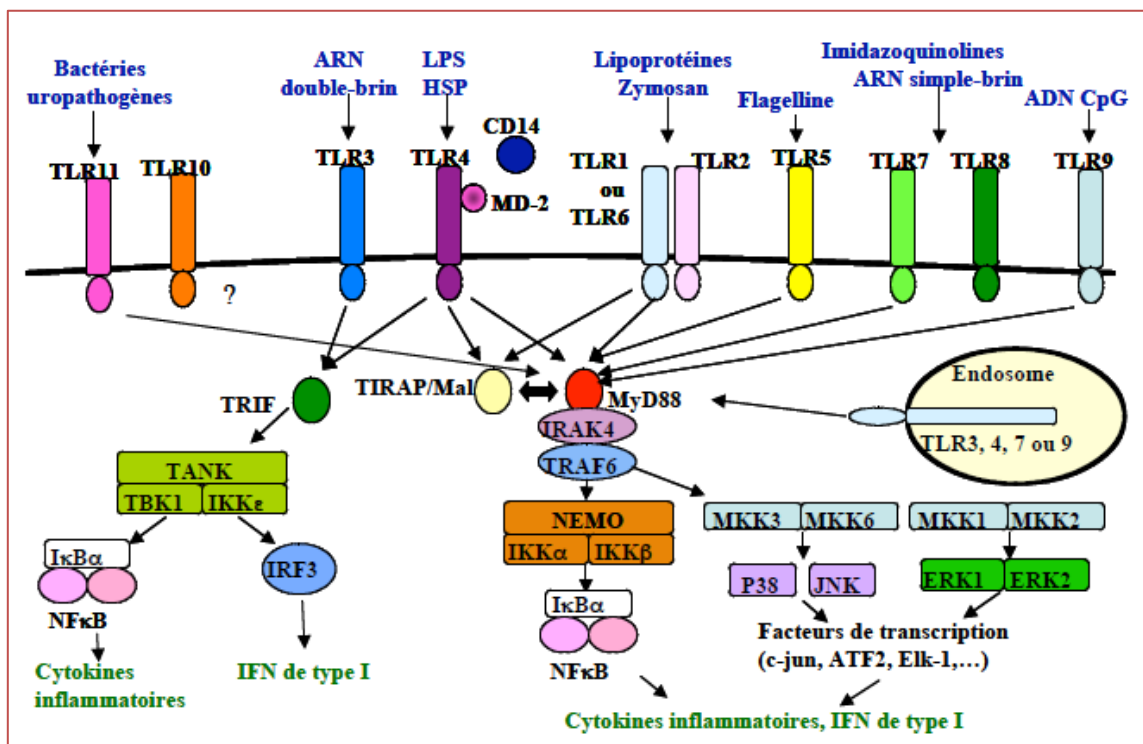 Bactéries
uropathogènes
ARN
double-brin
LPS
HSP
CD14
Lipoprotéines
Zymosan
Flagelline
Imidazoquinolines
ARN simple-brin
ADN CpG
TLR11
TLR10
TLR3
TLR4
MD-2
TLR1
ou
TLR6
TLR2
TLR5
TLR7
TLR8
TLR9
?
TRIF
TIRAP/Mal
MyD88
IRAK4
TRAF6
Endosome
TLR3, 4, 7 ou 9
TANK
TBK1
IKKε
NEMO
IKKα
IKKβ
MKK3
MKK6
MKK1
MKK2
IκBα
NFκB
IRF3
IκBα
NFκB
P38
JNK
ERK1
ERK2
Facteurs de transcription
(c-jun, ATF2, Elk-1,…)
Cytokines
inflammatoires
IFN de type I
Cytokines inflammatoires, IFN de type I